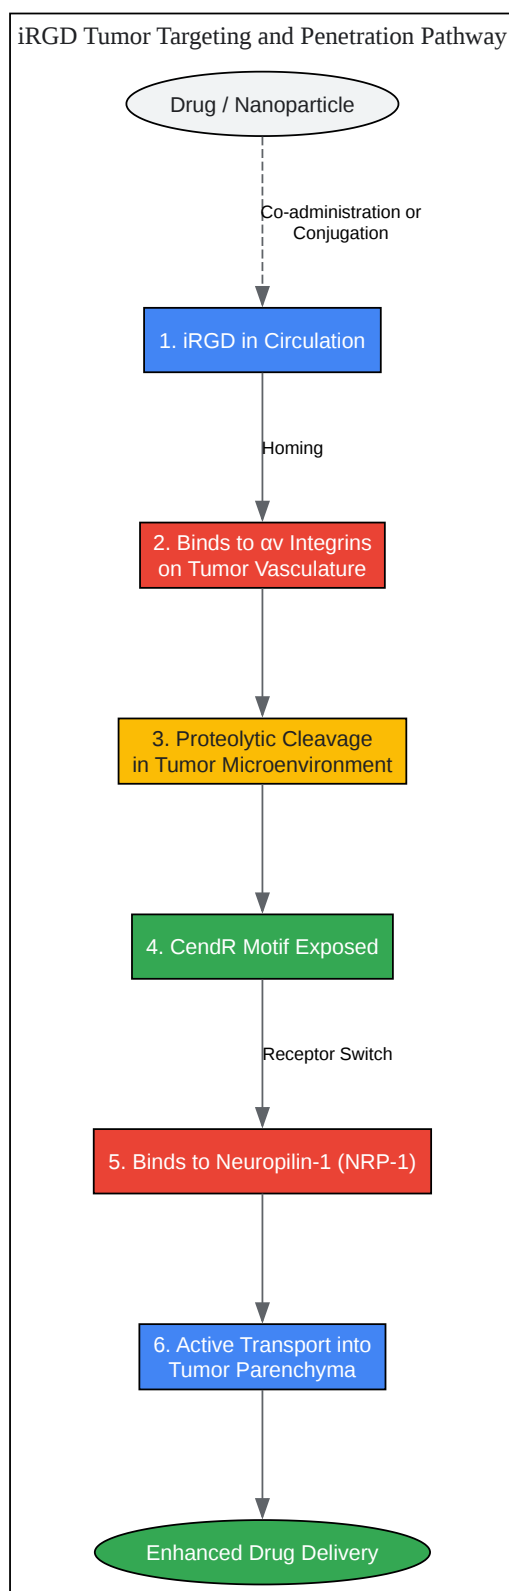 iRGD Tumor Targeting and Penetration Pathway
Drug / Nanoparticle
Co-administration or
Conjugation
1. iRGD in Circulation
Homing
2. Binds to αv Integrins
on Tumor Vasculature
3. Proteolytic Cleavage
in Tumor Microenvironment
4. CendR Motif Exposed
Receptor Switch
5. Binds to Neuropilin-1 (NRP-1)
6. Active Transport into
Tumor Parenchyma
Enhanced Drug Delivery